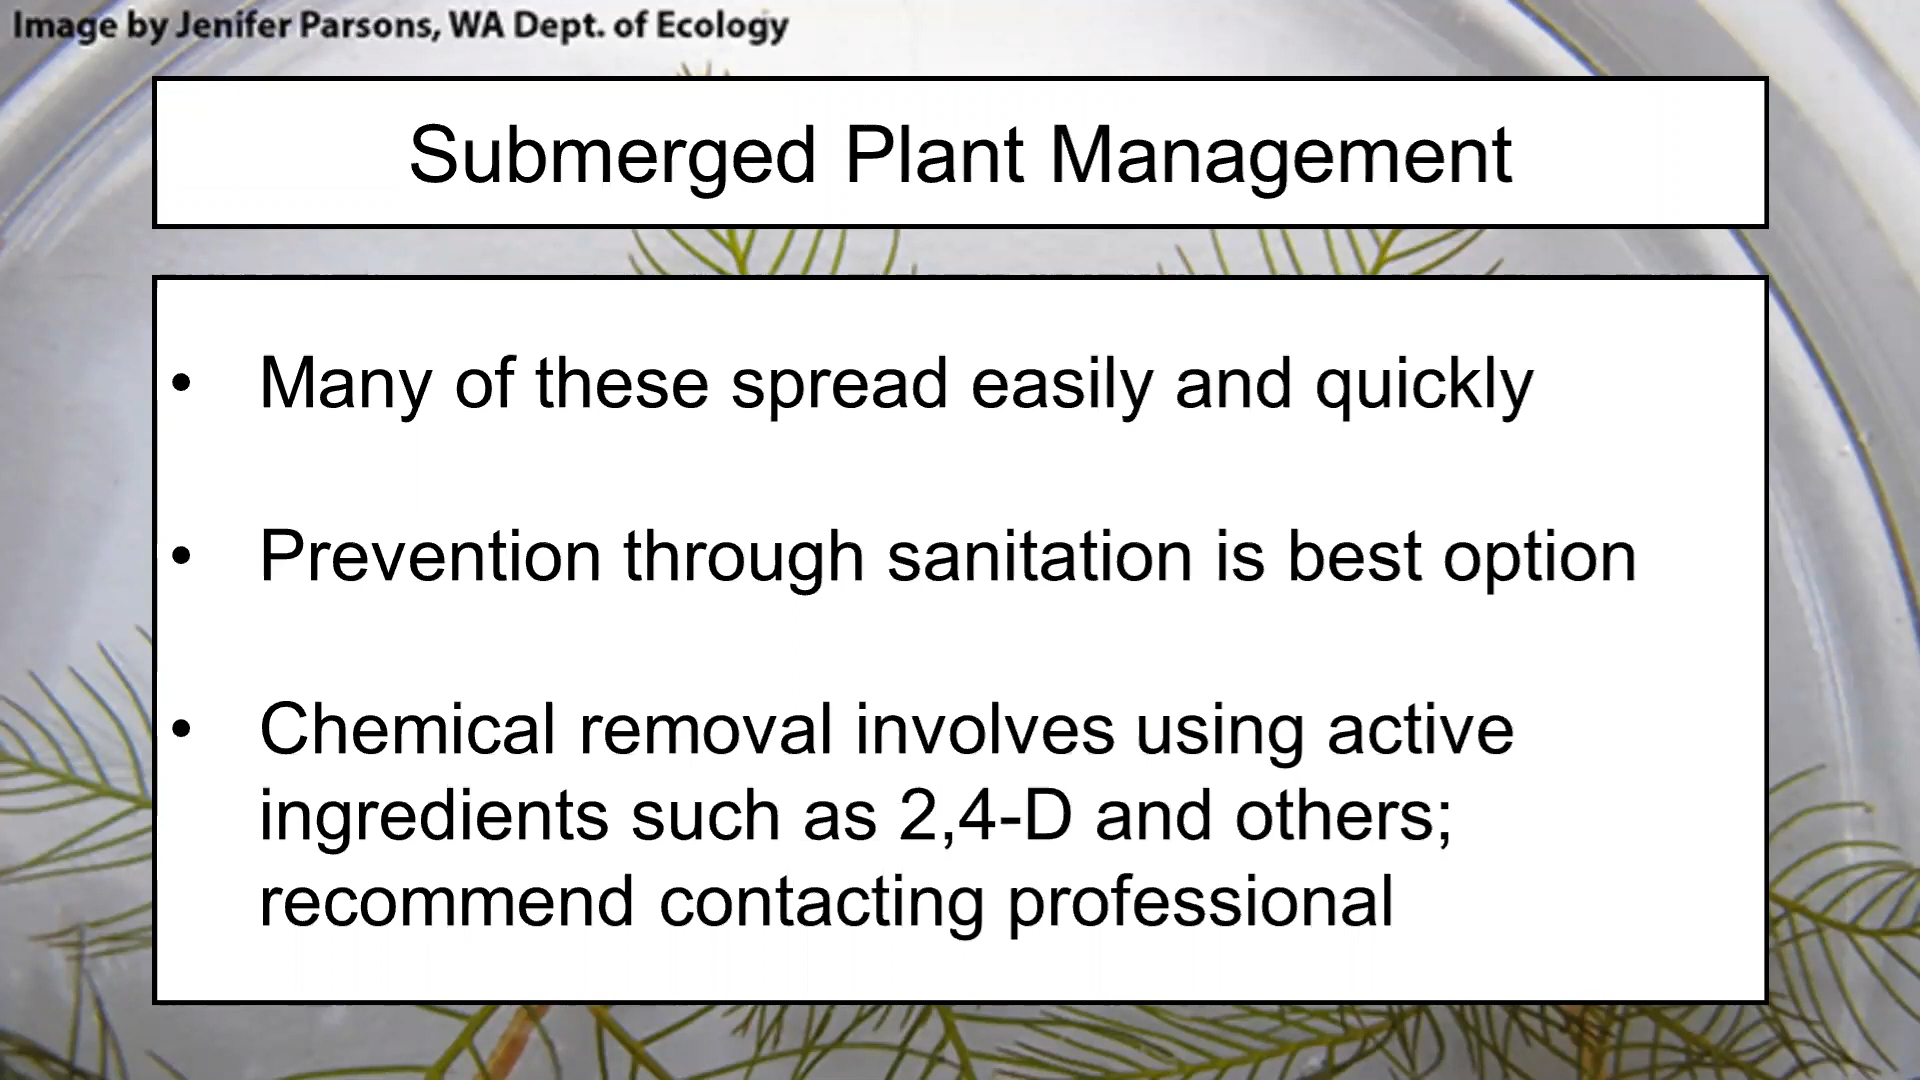 Image by Jenifer Parsons, WA Dept. of Ecology
Submerged Plant Management
• Many of these spread easily and quickly
• Prevention through sanitation is best option
• Chemical removal involves using active
ingredients such as 2,4-D and others;
recommend contacting professional